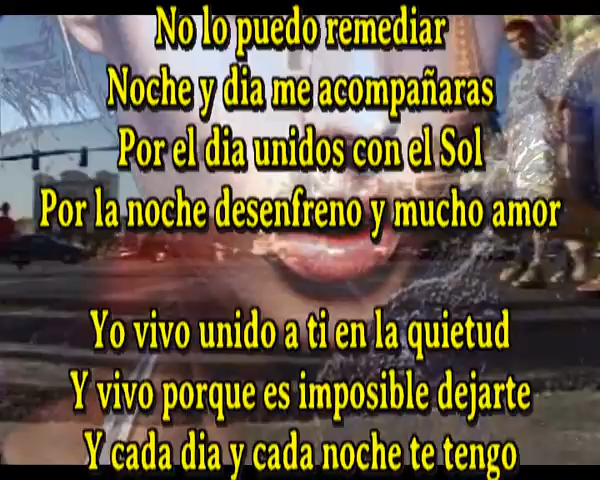 No lo puedo remediar
Noche y dia me acompañaras
Por el dia unidos con el Sol
Por la noche desenfreno y mucho amor
Yo vivo unido a ti en la quietud
Y vivo porque es imposible dejarte
Y cada dia y cada noche te tengo